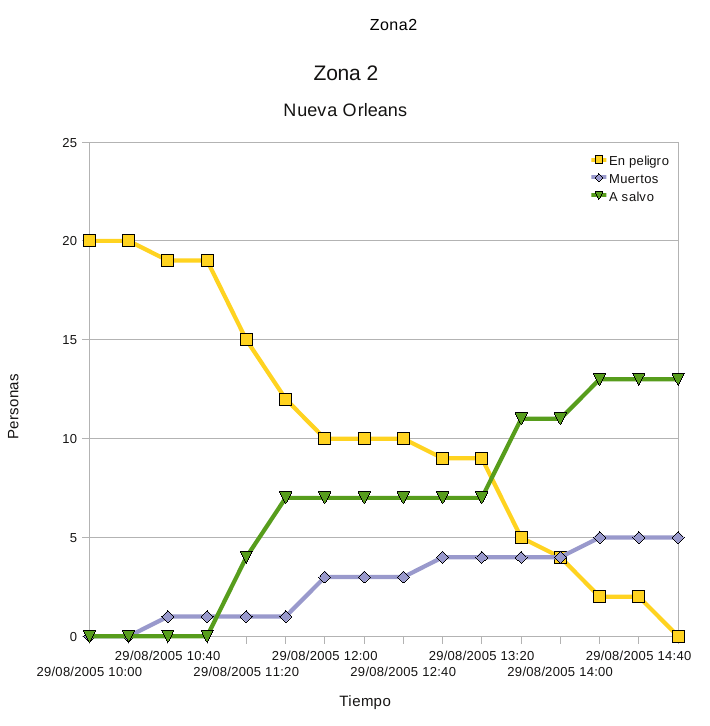 Zona2
Zona 2
Nueva Orleans
25
En peligro
Muertos
A salvo
20
15
10
5
0
Personas
29/08/2005 10:40 29/08/2005 12:00 29/08/2005 13:20 29/08/2005 14:40
29/08/2005 10:00 29/08/2005 11:20 29/08/2005 12:40 29/08/2005 14:00
Tiempo